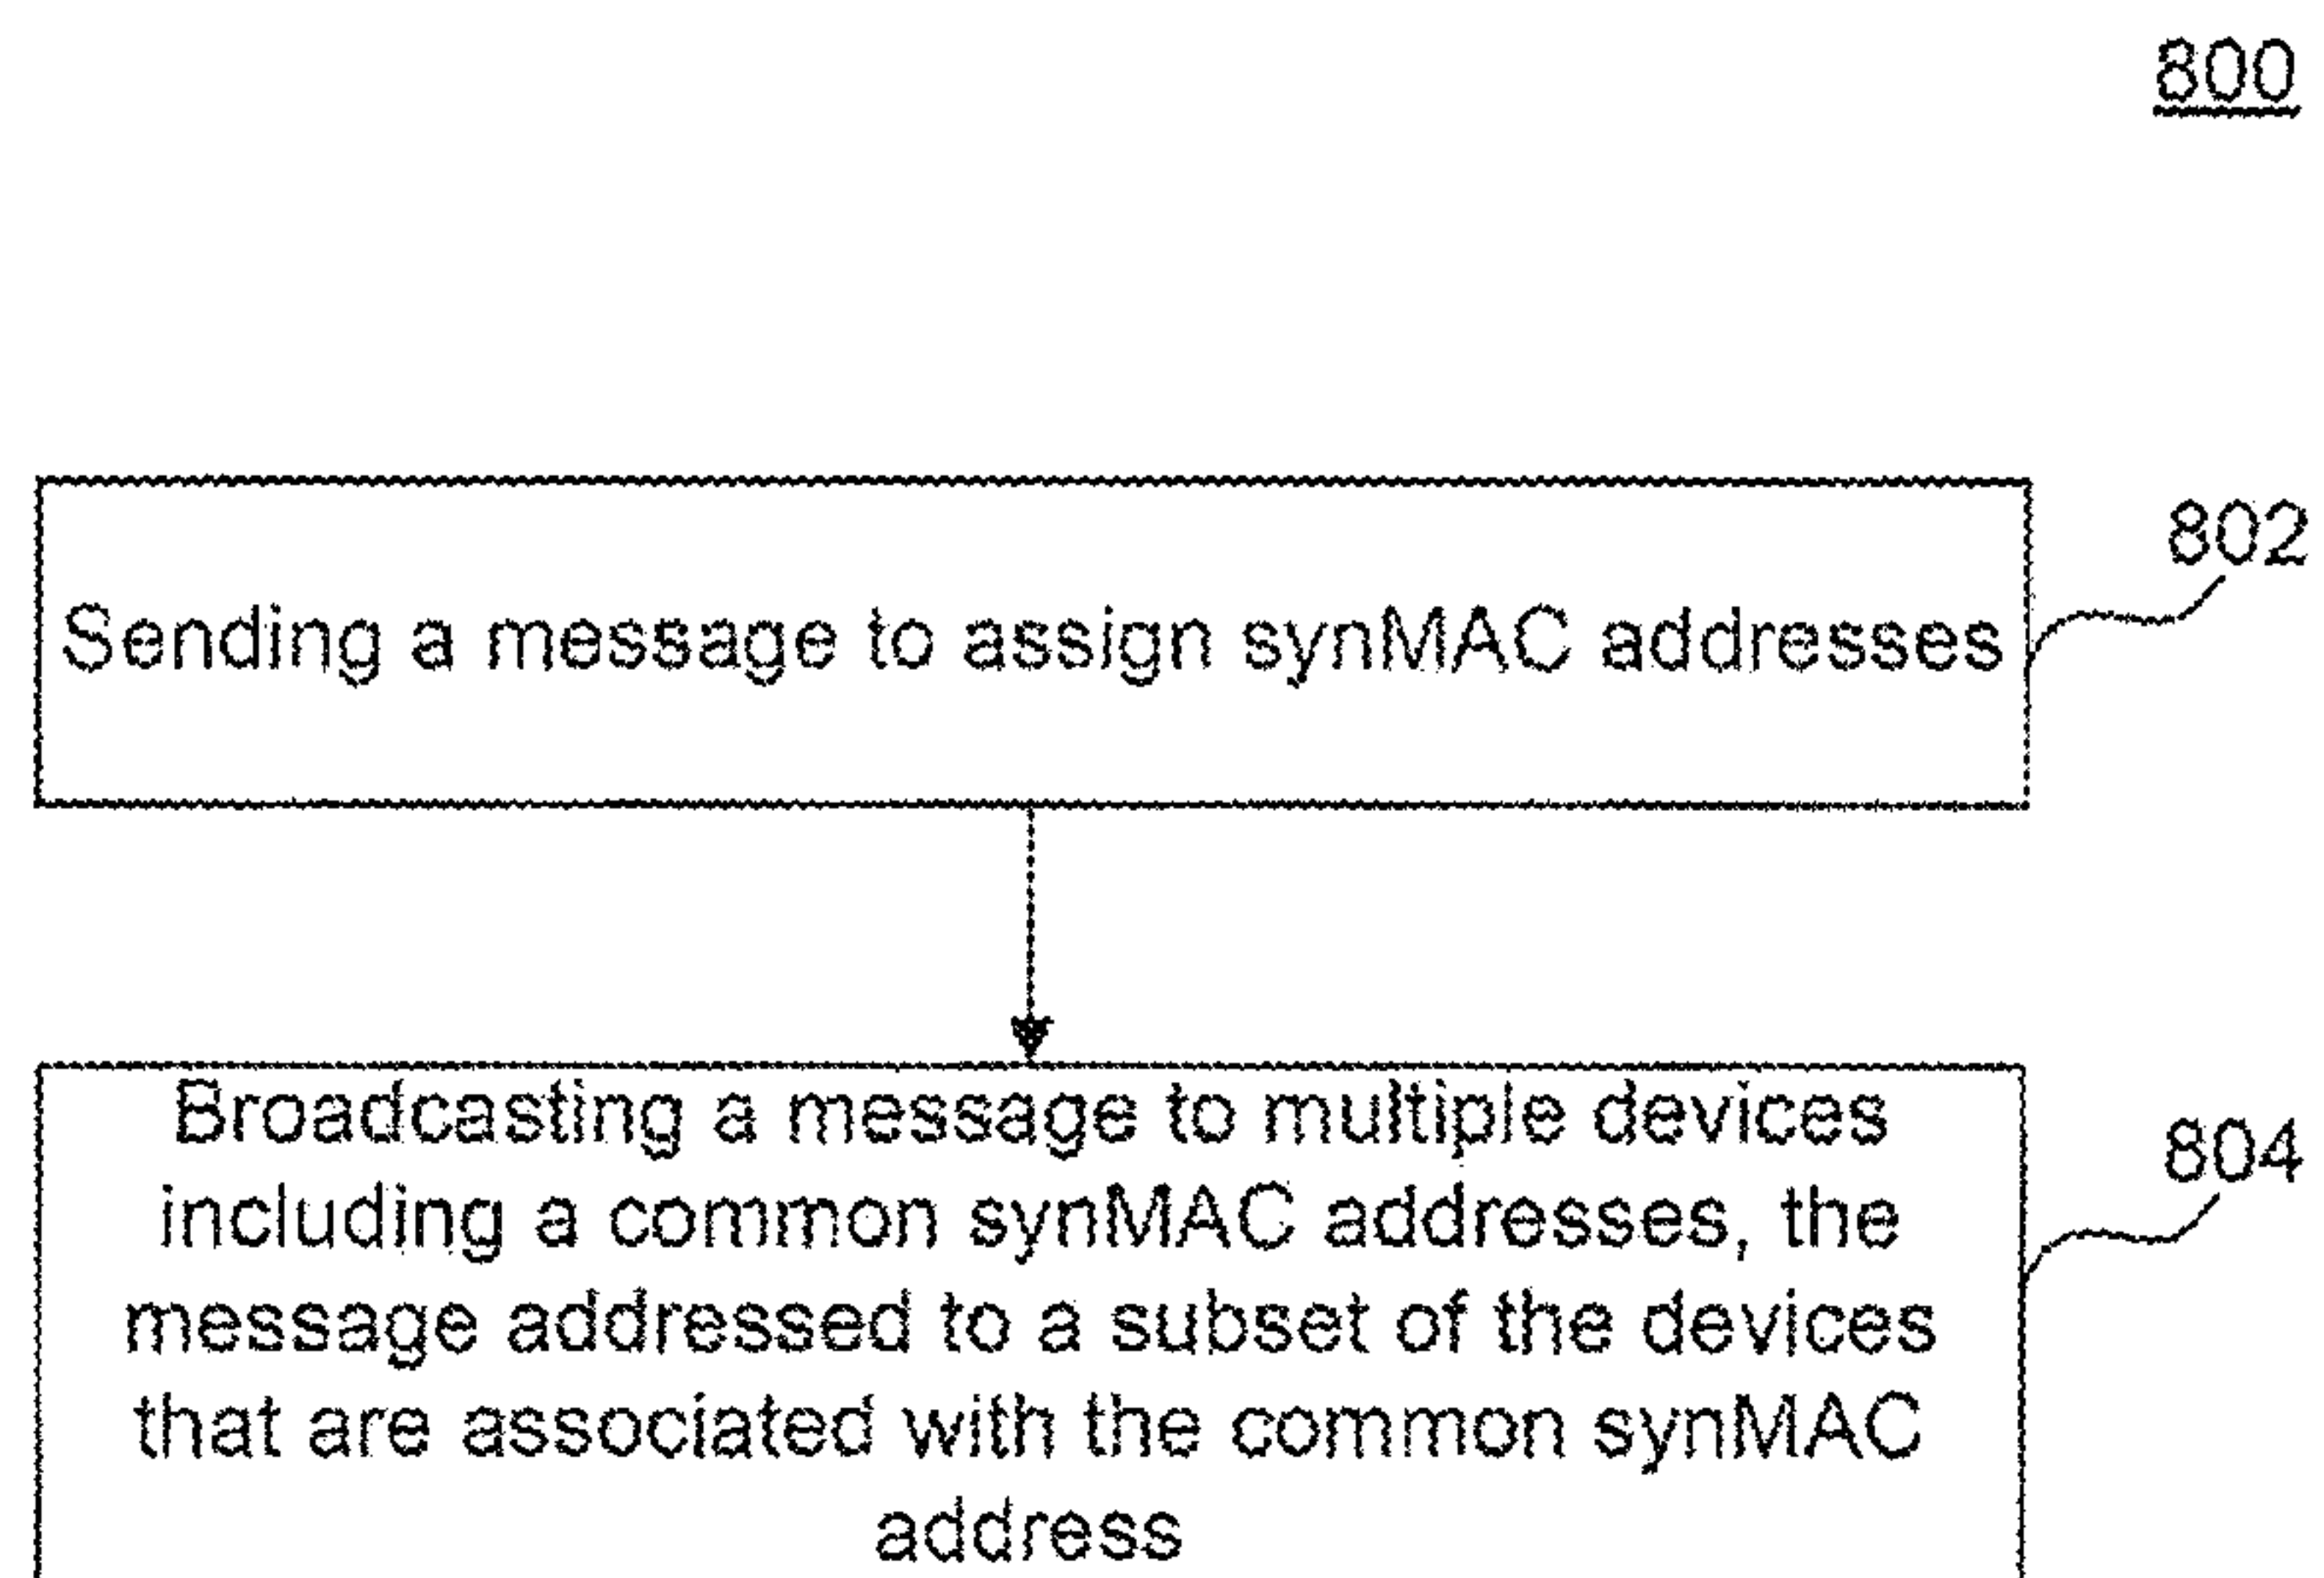 800
802
Sending a message to assign synMAC addresses
Broadcasting a message to multiple devices
804
including a common synMAC addresses, the
message addressed to a subset of the devices
that are associated with the common synMAC
address